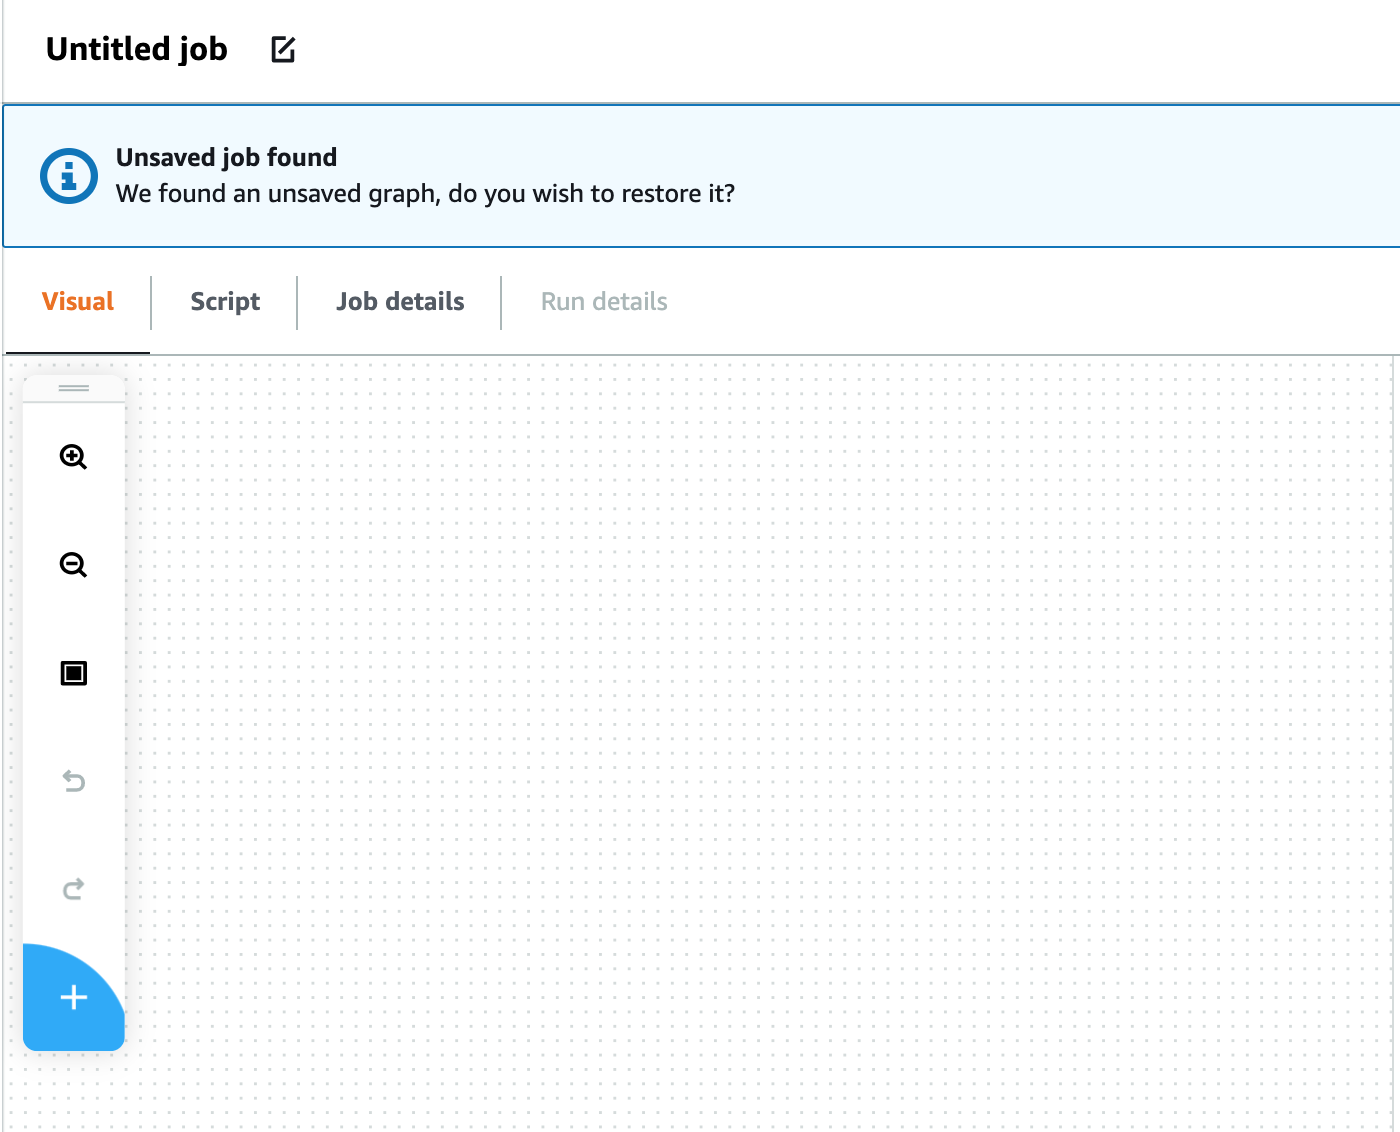 Untitled job
Unsaved job found
We found an unsaved graph, do you wish to restore it?
Visual
Script
Job details
Run details